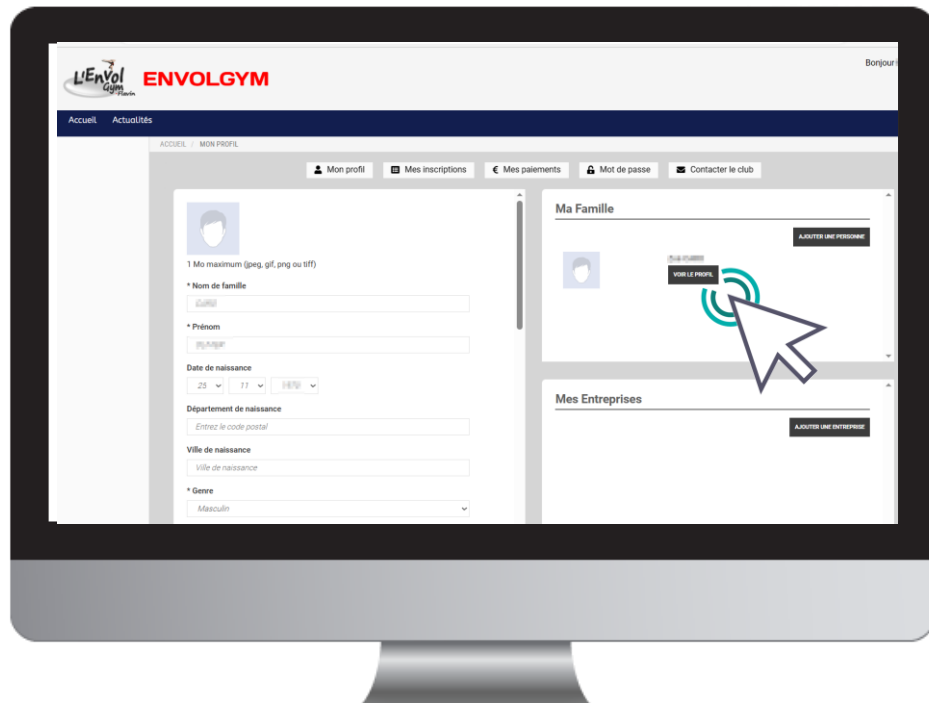 L'Envol
Gym
Flavin
ENVOLGYM
Bonjour
Accueil Actualités
ACCUEIL / MON PROFIL
Mon profil Mes inscriptions € Mes paiements Mot de passe Contacter le club
1 Mo maximum (jpeg, gif, png ou tiff)
* Nom de famille
* Prénom
Date de naissance
25 11
Département de naissance
Entrez le code postal
Ville de naissance
Ville de naissance
* Genre
Masculin
Ma Famille
AJOUTER UNE PERSONNE
VOIR LE PROFIL
Mes Entreprises
AJOUTER UNE ENTREPRISE